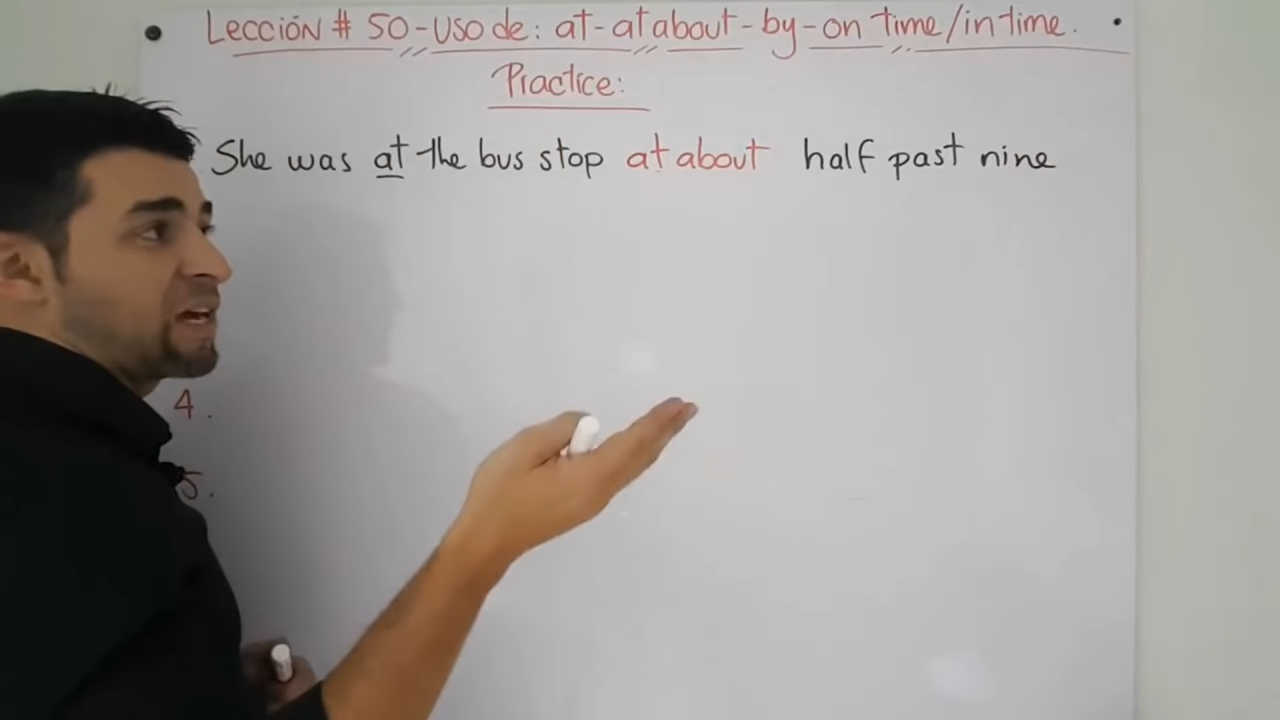 Lección # 50-Uso de: at-at about-by-on time/in time.
Practice:
She was at the bus stop at about half past nine
4.
5.